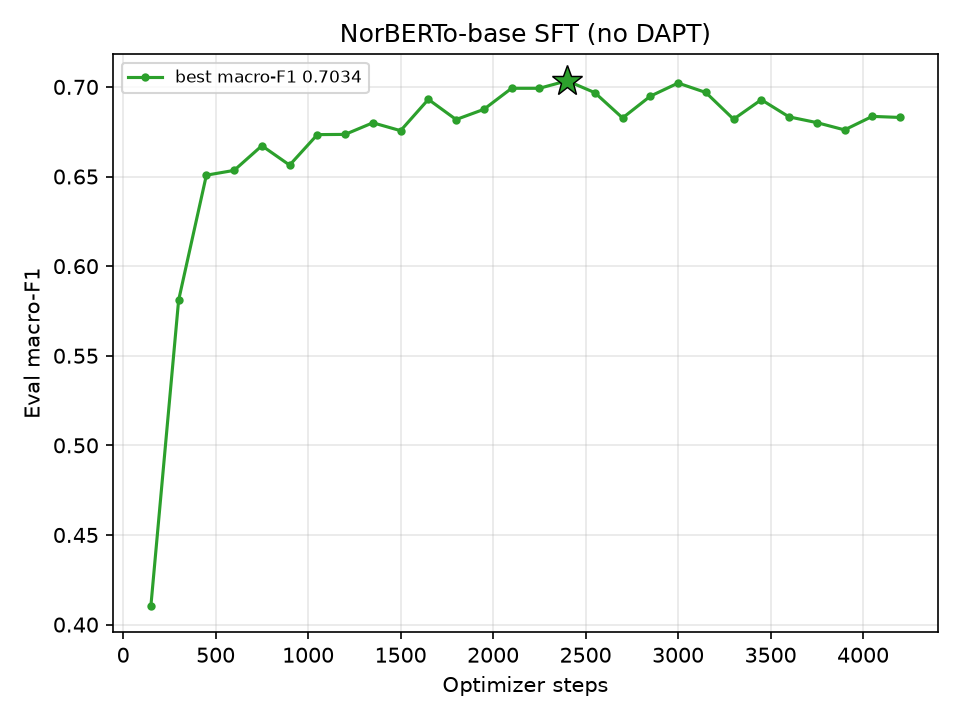 NorBERTo-base SFT (no DAPT)
best macro-F1 0.7034
Eval macro-F1
0.70
0.65
0.60
0.55
0.50
0.45
0.40
0 500 1000 1500 2000 2500 3000 3500 4000
Optimizer steps